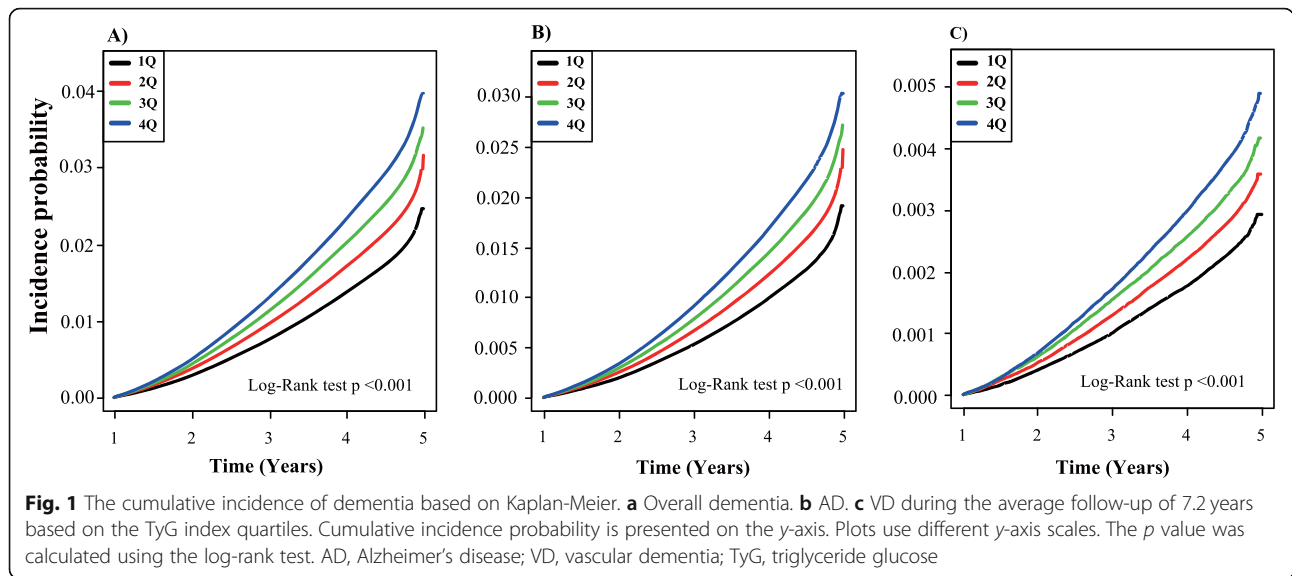 A)
1Q
2Q
3Q
4Q
Incidence probability
0.04
0.03
0.02
0.01
0.00
Log-Rank test p <0.001
1 2 3 4 5
Time (Years)
B)
1Q
2Q
3Q
4Q
0.030
0.025
0.020
0.015
0.010
0.005
0.000
Log-Rank test p <0.001
1 2 3 4 5
Time (Years)
C)
1Q
2Q
3Q
4Q
0.005
0.004
0.003
0.002
0.001
0.000
Log-Rank test p <0.001
1 2 3 4 5
Time (Years)
Fig. 1 The cumulative incidence of dementia based on Kaplan-Meier. a Overall dementia. b AD. c VD during the average follow-up of 7.2 years
based on the TyG index quartiles. Cumulative incidence probability is presented on the y-axis. Plots use different y-axis scales. The p value was
calculated using the log-rank test. AD, Alzheimer's disease; VD, vascular dementia; TyG, triglyceride glucose